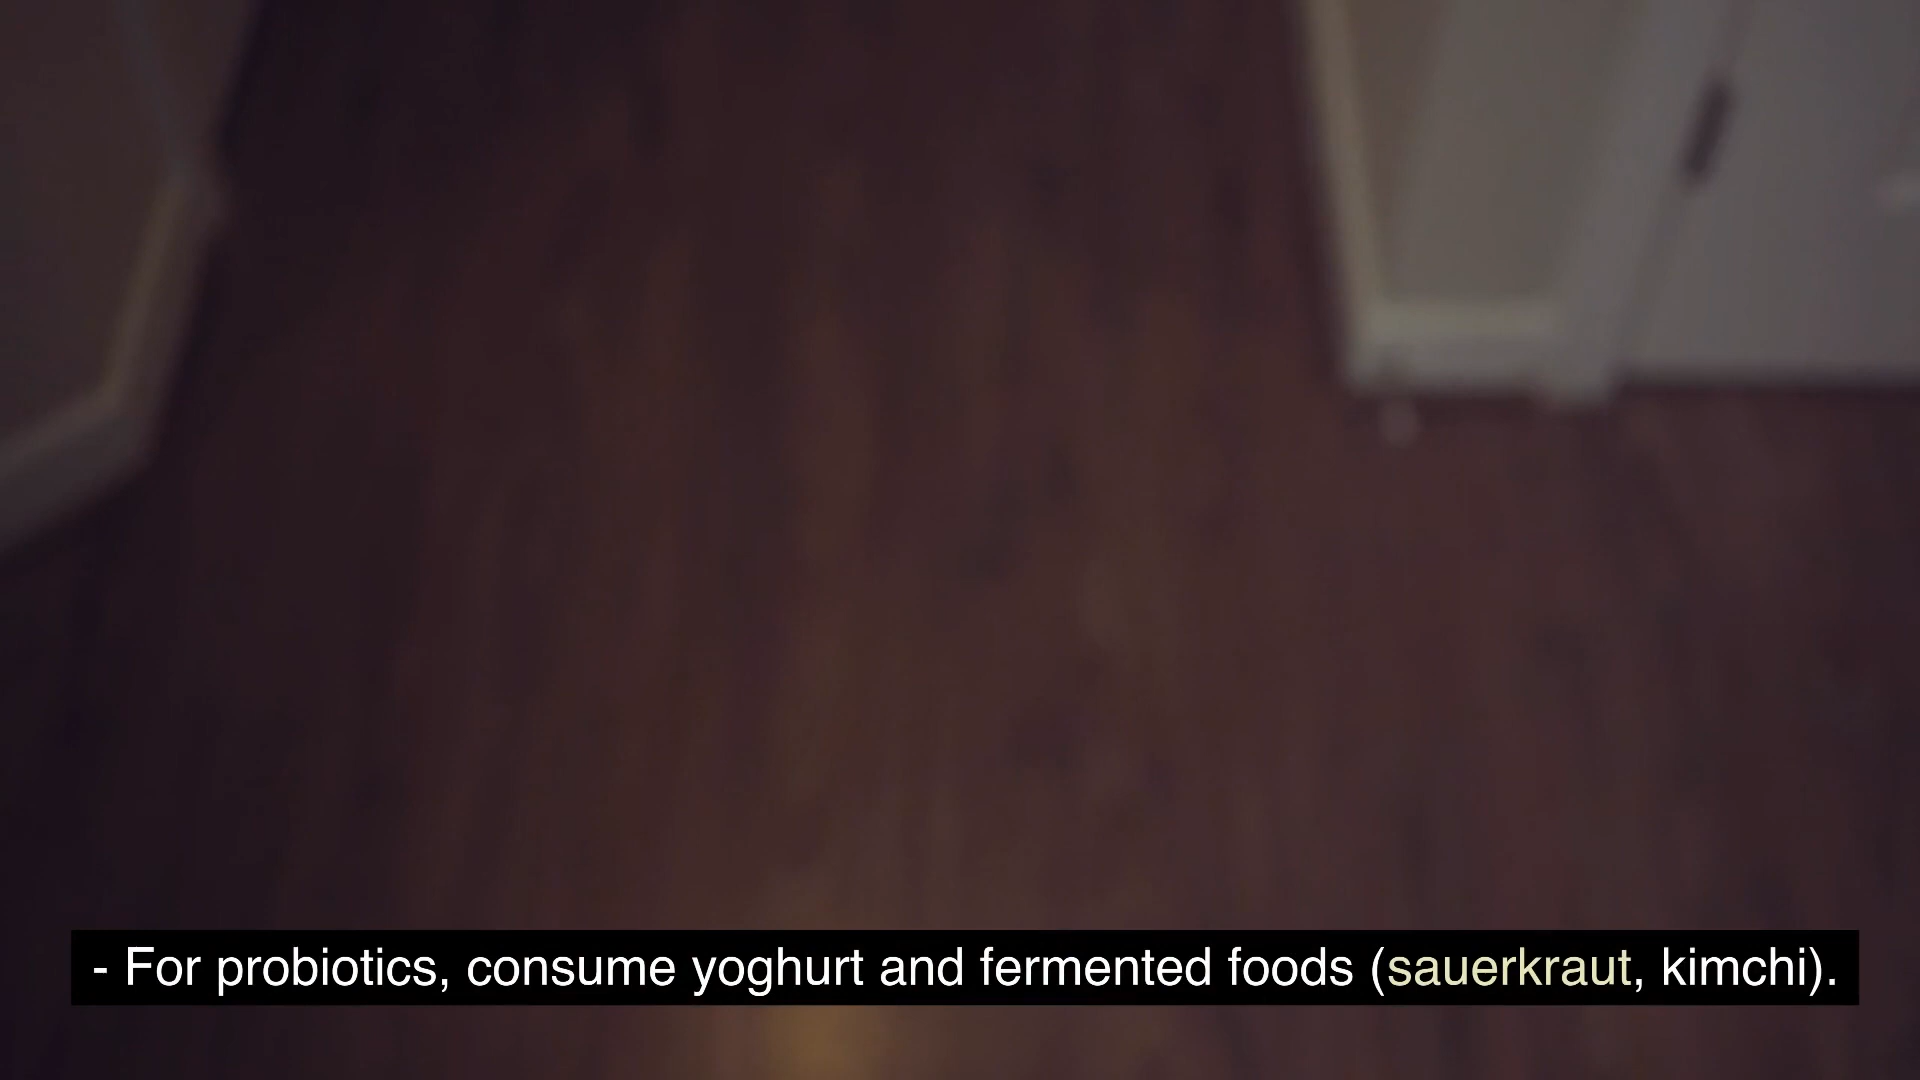 - For probiotics, consume yoghurt and fermented foods (sauerkraut, kimchi).